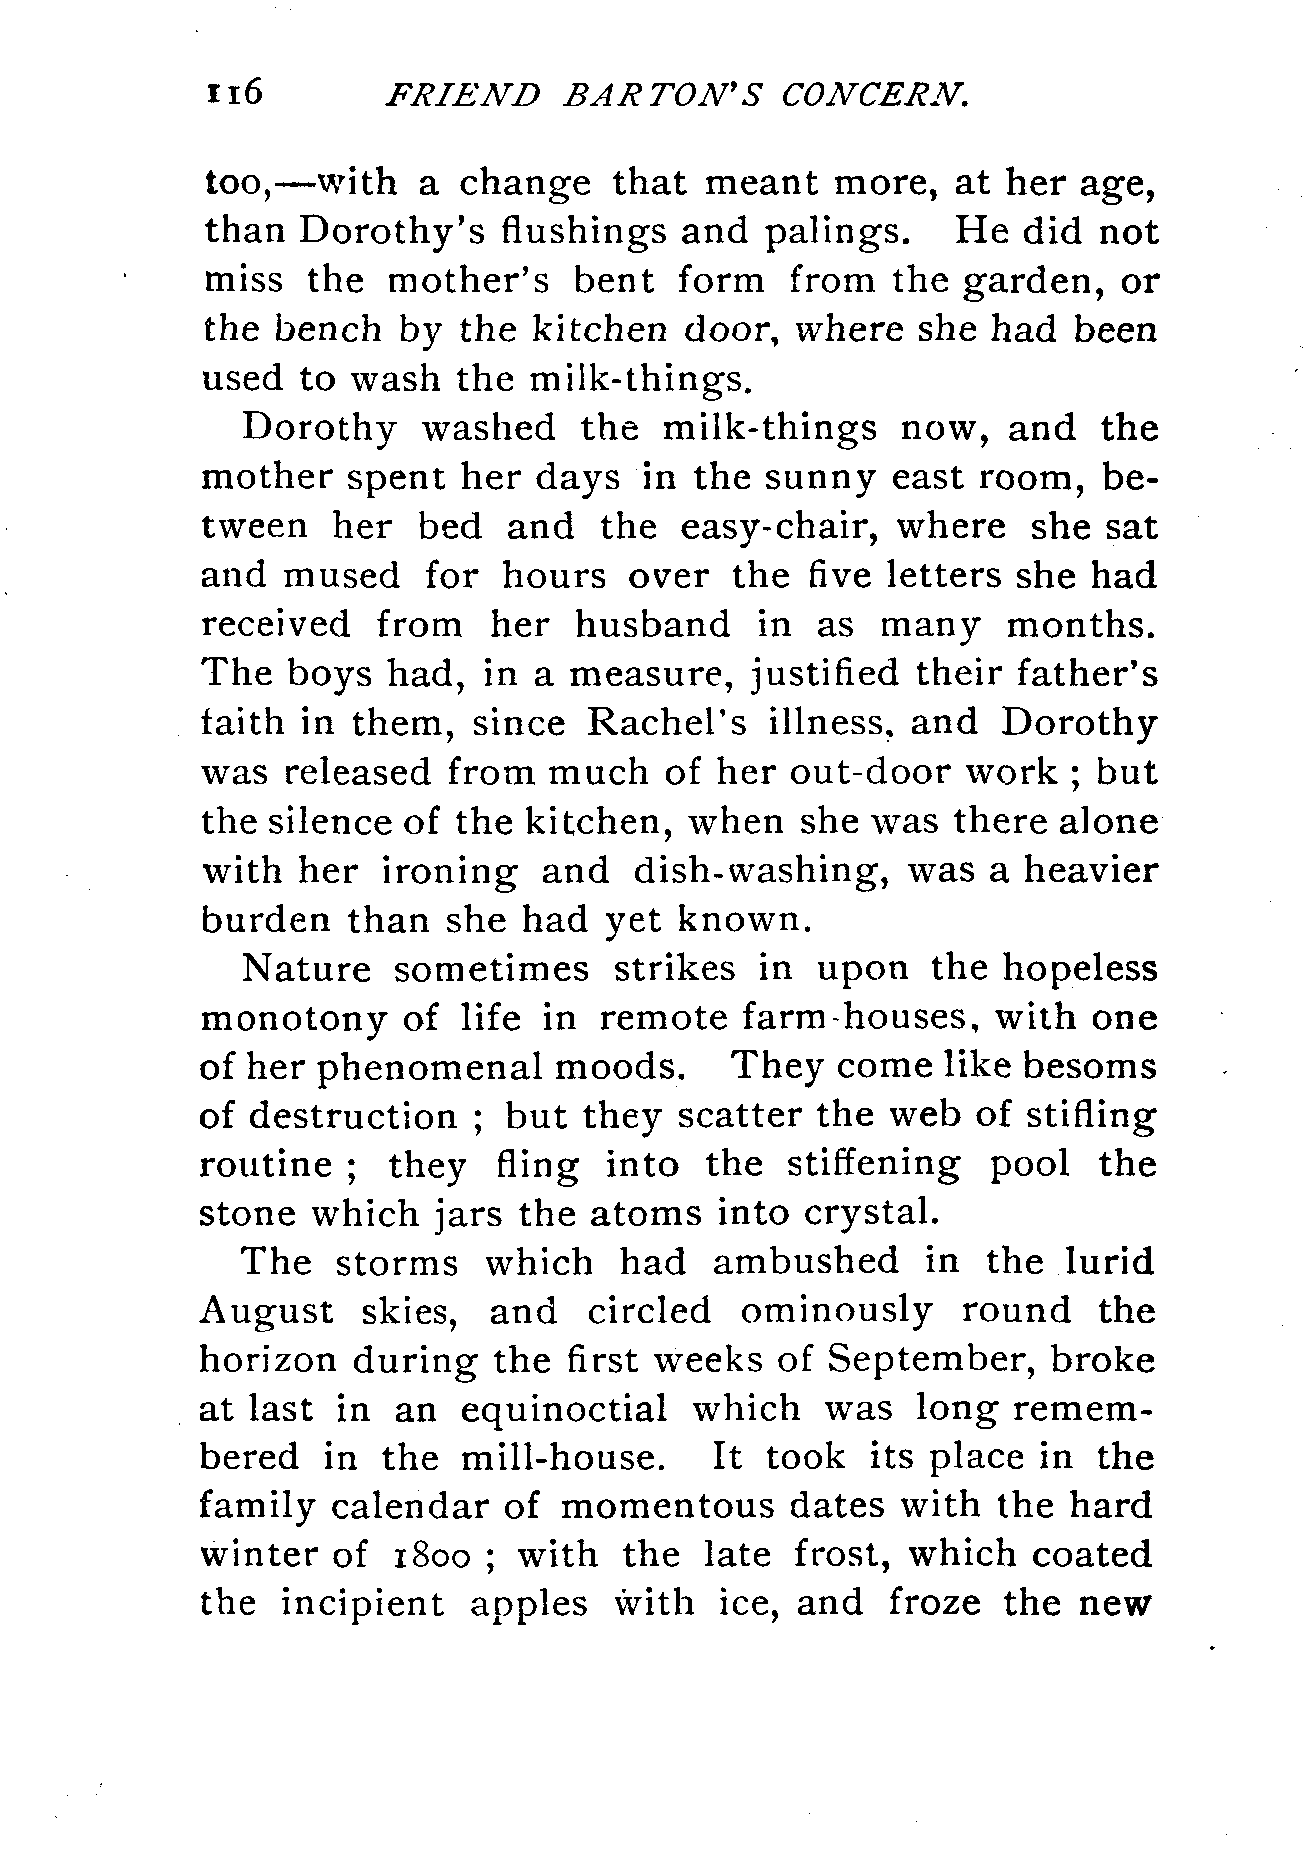 116 FRIEND BARTON'S CONCERN.
too,—with a change that meant more, at her age,
than Dorothy's flushings and palings. He did not
miss the mother's bent form from the garden, or
the bench by the kitchen door, where she had been
used to wash the milk-things.
Dorothy washed the milk-things now, and the
mother spent her days in the sunny east room, be-
tween her bed and the easy-chair, where she sat
and mused for hours over the five letters she had
received from her husband in as many months.
The boys had, in a measure, justified their father's
faith in them, since Rachel's illness, and Dorothy
was released from much of her out-door work ; but
the silence of the kitchen, when she was there alone
with her ironing and dish-washing, was a heavier
burden than she had yet known.
Nature sometimes strikes in upon the hopeless
monotony of life in remote farm-houses, with one
of her phenomenal moods. They come like besoms
of destruction ; but they scatter the web of stifling
routine ; they fling into the stiffening pool the
stone which jars the atoms into crystal.
The storms which had ambushed in the lurid
August skies, and circled ominously round the
horizon during the first weeks of September, broke
at last in an equinoctial which was long remem-
bered in the mill-house. It took its place in the
family calendar of momentous dates with the hard
winter of 1800 ; with the late frost, which coated
the incipient apples with ice, and froze the new